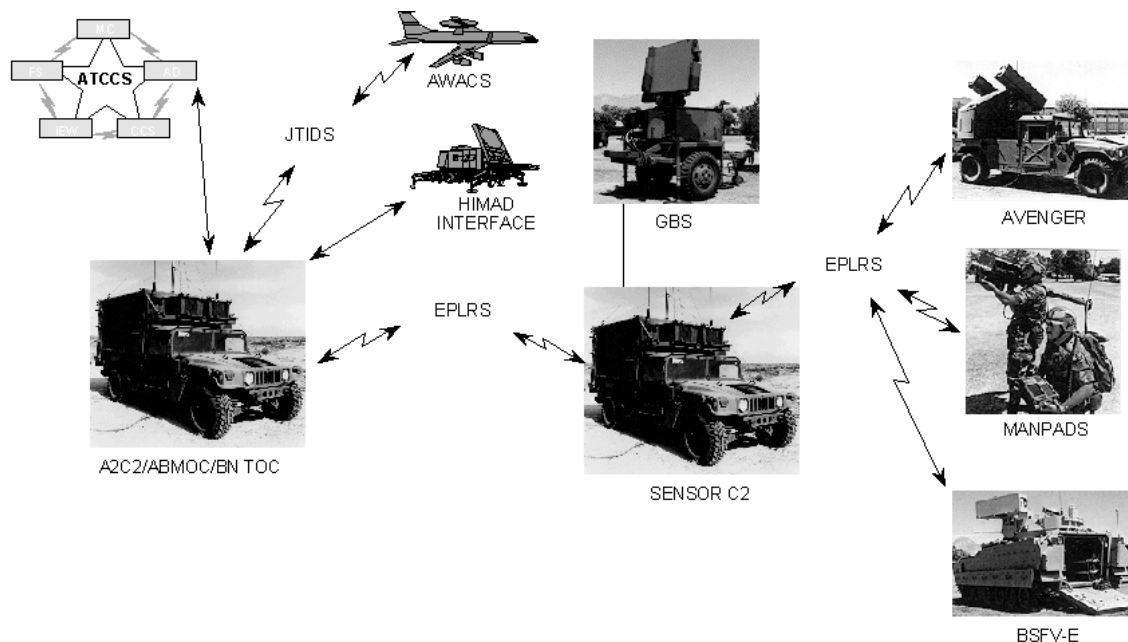 MC
FS
ATCCS
AD
IEW
CCS
AWACS
JTIDS
HIMAD
INTERFACE
GBS
AVENGER
EPLRS
EPLRS
MANPADS
A2C2/ABMOC/BN TOC
SENSOR C2
BSFV-E